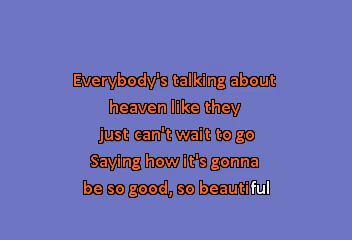 Everybody's talking about
heaven like they
just can't wait to go
Saying how it's gonna
be so good, so beautiful